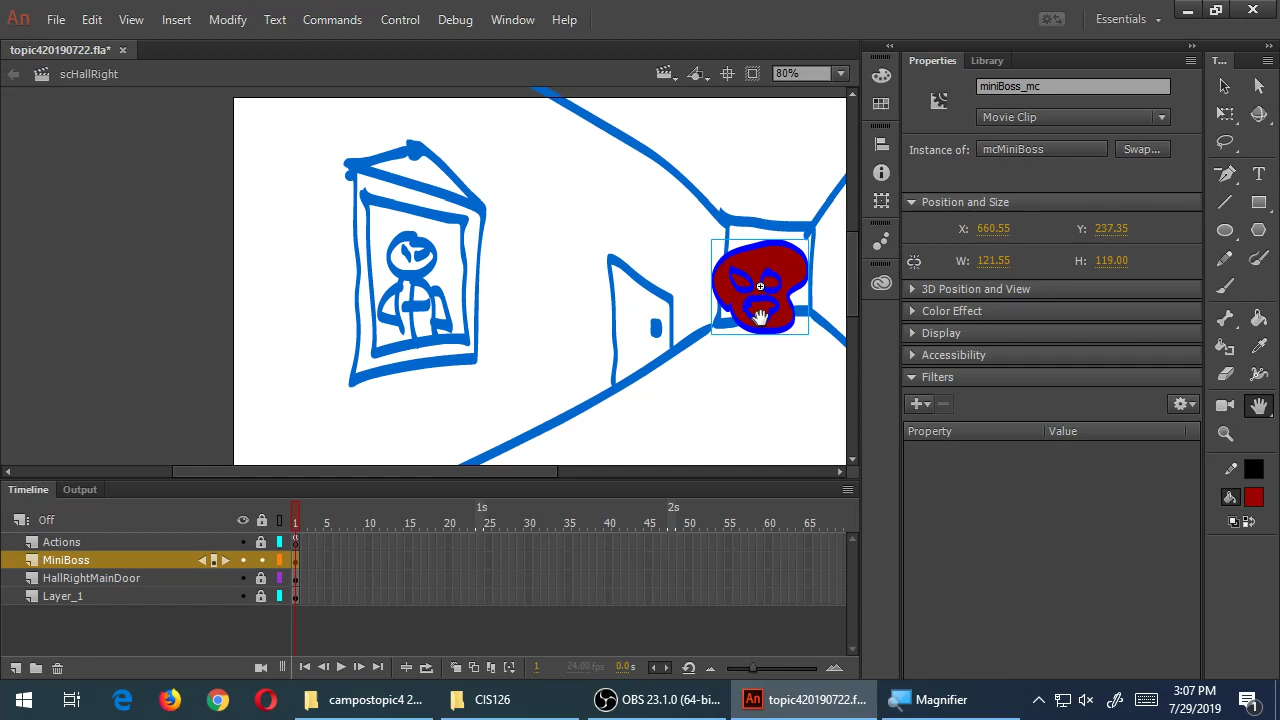 An File Edit View Insert Modify Text Commands Control Debug Window Help Essentials
topic420190722.fla* ×
scHallRight 80%
Properties Library T...
miniBoss_mc
Movie Clip
Instance of: mcMiniBoss Swap...
Position and Size
X: 660.55 Y: 237.35
W: 121.55 H: 119.00
3D Position and View
Color Effect
Display
Accessibility
Filters
Property Value
Timeline Output
1s 2s
Off 1 5 10 15 20 25 30 35 40 45 50 55 60 65
Actions
MiniBoss
HallRightMainDoor
Layer_1
1 24.00 fps 0.0 s
campostopic4 2... CIS126 OBS 23.1.0 (64-bi... An topic420190722.f... Magnifier
3:07 PM
7/29/2019 1